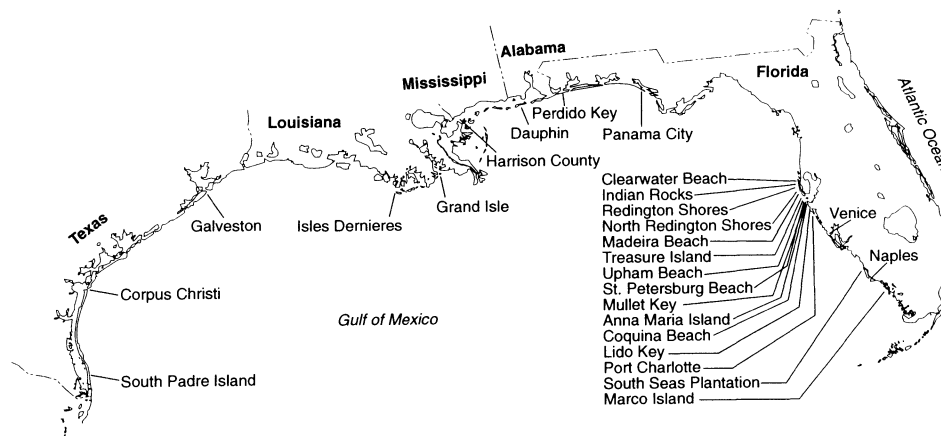 Alabama
Mississippi
Florida
Atlantic Ocean
Louisiana
Perdido Key
Dauphin
Panama City
Harrison County
Texas
Galveston
Isles Dernieres
Grand Isle
Clearwater Beach
Indian Rocks
Redington Shores
North Redington Shores
Madeira Beach
Treasure Island
Upham Beach
St. Petersburg Beach
Mullet Key
Anna Maria Island
Coquina Beach
Lido Key
Port Charlotte
South Seas Plantation
Marco Island
Venice
Naples
Corpus Christi
Gulf of Mexico
South Padre Island